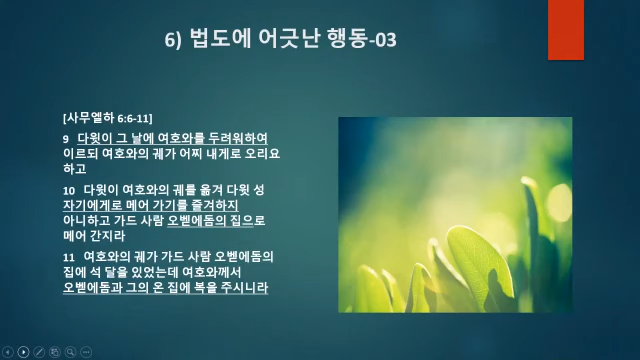 6) 법도에 어긋난 행동-03
[사무엘하 6:6-11]
9 다윗이 그 날에 여호와를 두려워하여
이르되 여호와의 궤가 어찌 내게로 오리요
하고
10 다윗이 여호와의 궤를 옮겨 다윗 성
자기에게로 메어 가기를 즐겨하지
아니하고 가드 사람 오벧에돔의 집으로
메어 간지라
11 여호와의 궤가 가드 사람 오벧에돔의
집에 석 달을 있었는데 여호와께서
오벧에돔과 그의 온 집에 복을 주시니라